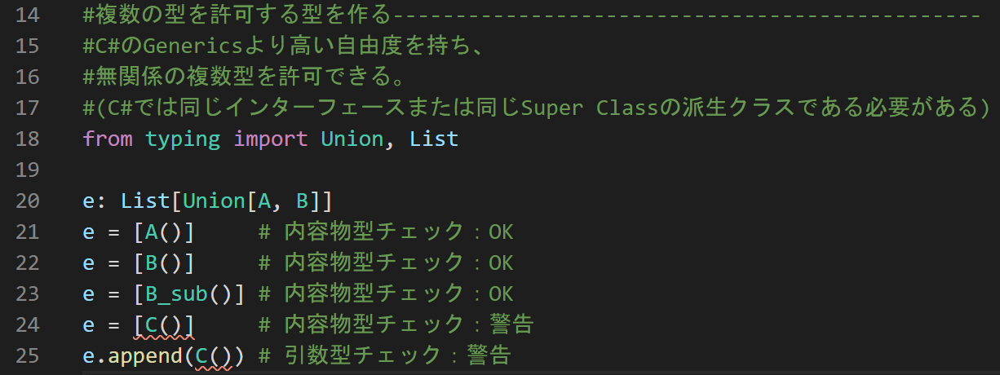 14 #複数の型を許可する型を作る-----------------------------------------------
15 #C#のGenericsより高い自由度を持ち、
16 #無関係の複数型を許可できる。
17 #(C#では同じインターフェースまたは同じSuper Classの派生クラスである必要がある)
18 from typing import Union, List
19
20 e: List[Union[A, B]]
21 e = [A()]     # 内容物型チェック：OK
22 e = [B()]     # 内容物型チェック：OK
23 e = [B_sub()] # 内容物型チェック：OK
24 e = [C()]     # 内容物型チェック：警告
25 e.append(C()) # 引数型チェック：警告